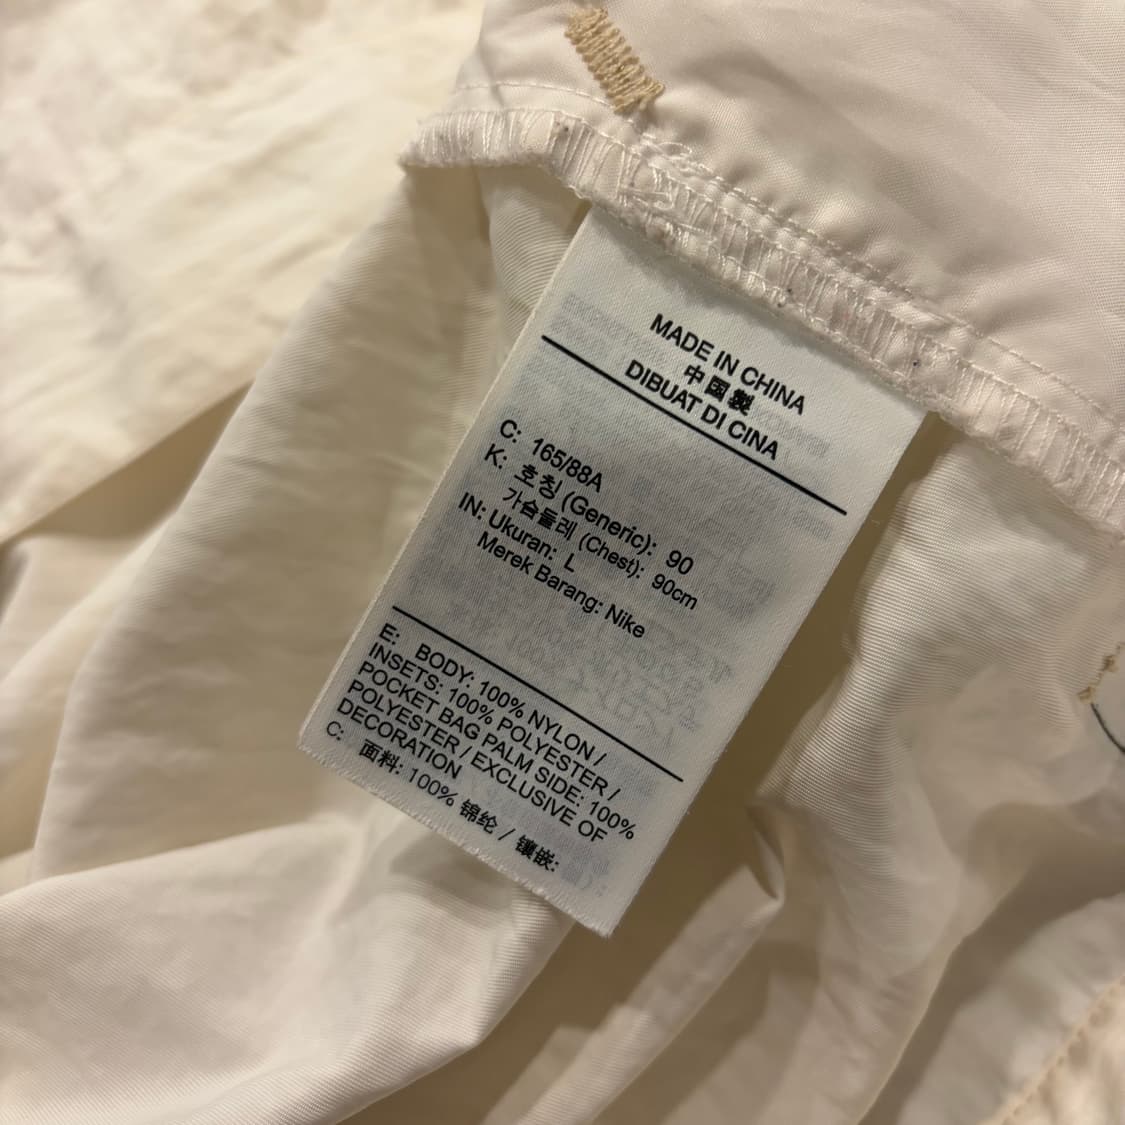 MADE IN CHINA
中国製
DIBUAT DI CINA
C: 165/88A
K: 호칭 (Generic): 90
가슴둘레 (Chest): 90cm
IN: Ukuran: L
Merek Barang: Nike
E: BODY: 100% NYLON /
INSETS: 100% POLYESTER /
POCKET BAG PALM SIDE: 100%
POLYESTER / EXCLUSIVE OF
DECORATION
C: 面料: 100% 锦纶 / 镶嵌: